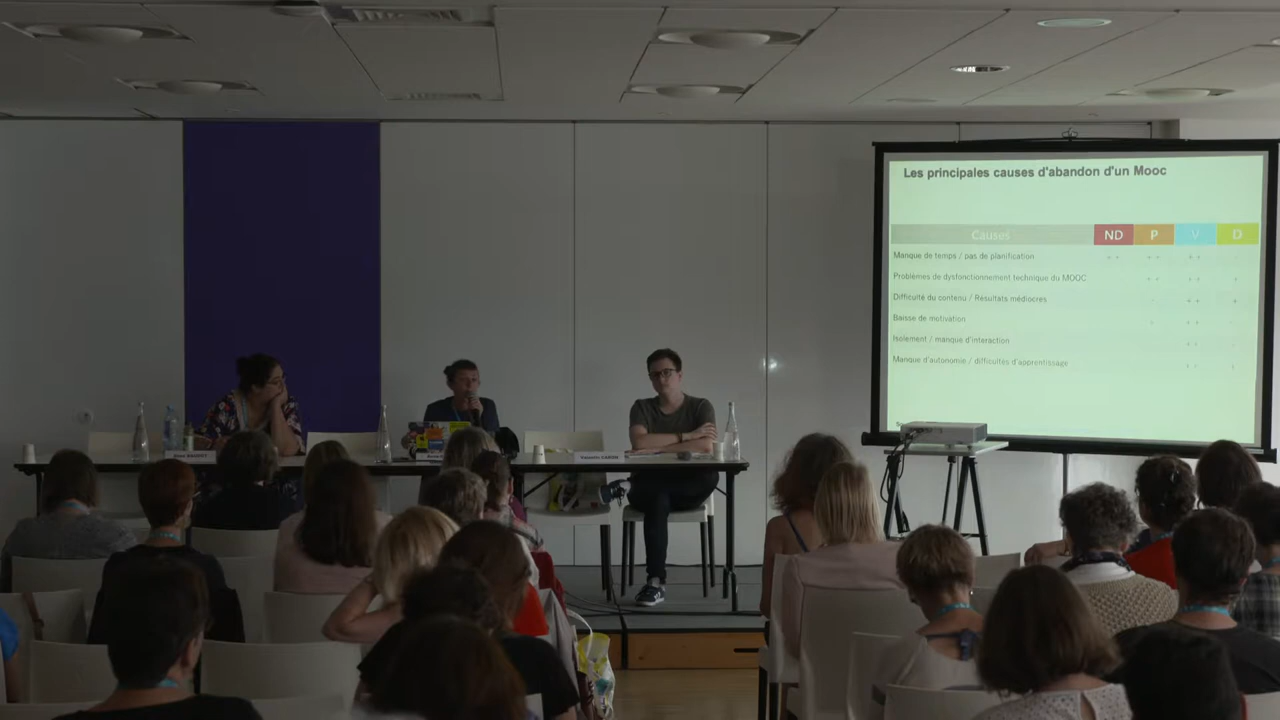 Les principales causes d'abandon d'un Mooc
Causes ND P V D
Manque de temps / pas de planification ++ ++ ++
Problèmes de dysfonctionnement technique du MOOC ++ ++ +
Difficulté du contenu / Résultats médiocres - ++ +
Baisse de motivation
Isolement / manque d'interaction
Manque d'autonomie / difficultés d'apprentissage